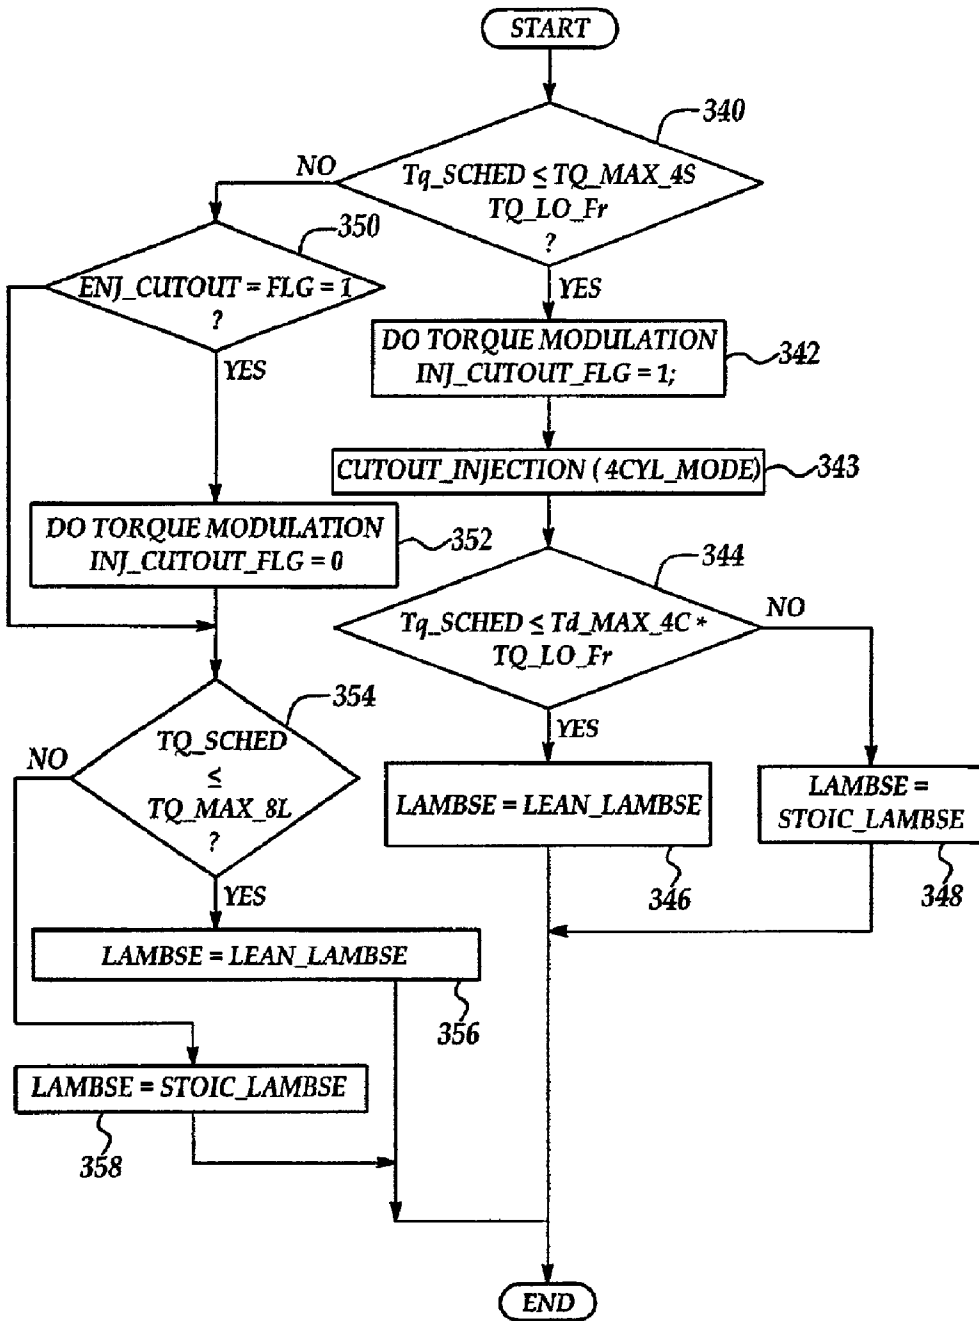 START
340
Tq_SCHED ≤ TQ_MAX_4S
TQ_LO_Fr
?
NO
YES
350
ENJ_CUTOUT = FLG = 1
?
YES
DO TORQUE MODULATION
INJ_CUTOUT_FLG = 1;
342
CUTOUT_INJECTION ( 4CYL_MODE)
343
DO TORQUE MODULATION
INJ_CUTOUT_FLG = 0
352
344
Tq_SCHED ≤ Td_MAX_4C *
TQ_LO_Fr
NO
YES
354
TQ_SCHED
≤
TQ_MAX_8L
?
NO
YES
LAMBSE = LEAN_LAMBSE
346
LAMBSE =
STOIC_LAMBSE
348
LAMBSE = LEAN_LAMBSE
356
LAMBSE = STOIC_LAMBSE
358
END